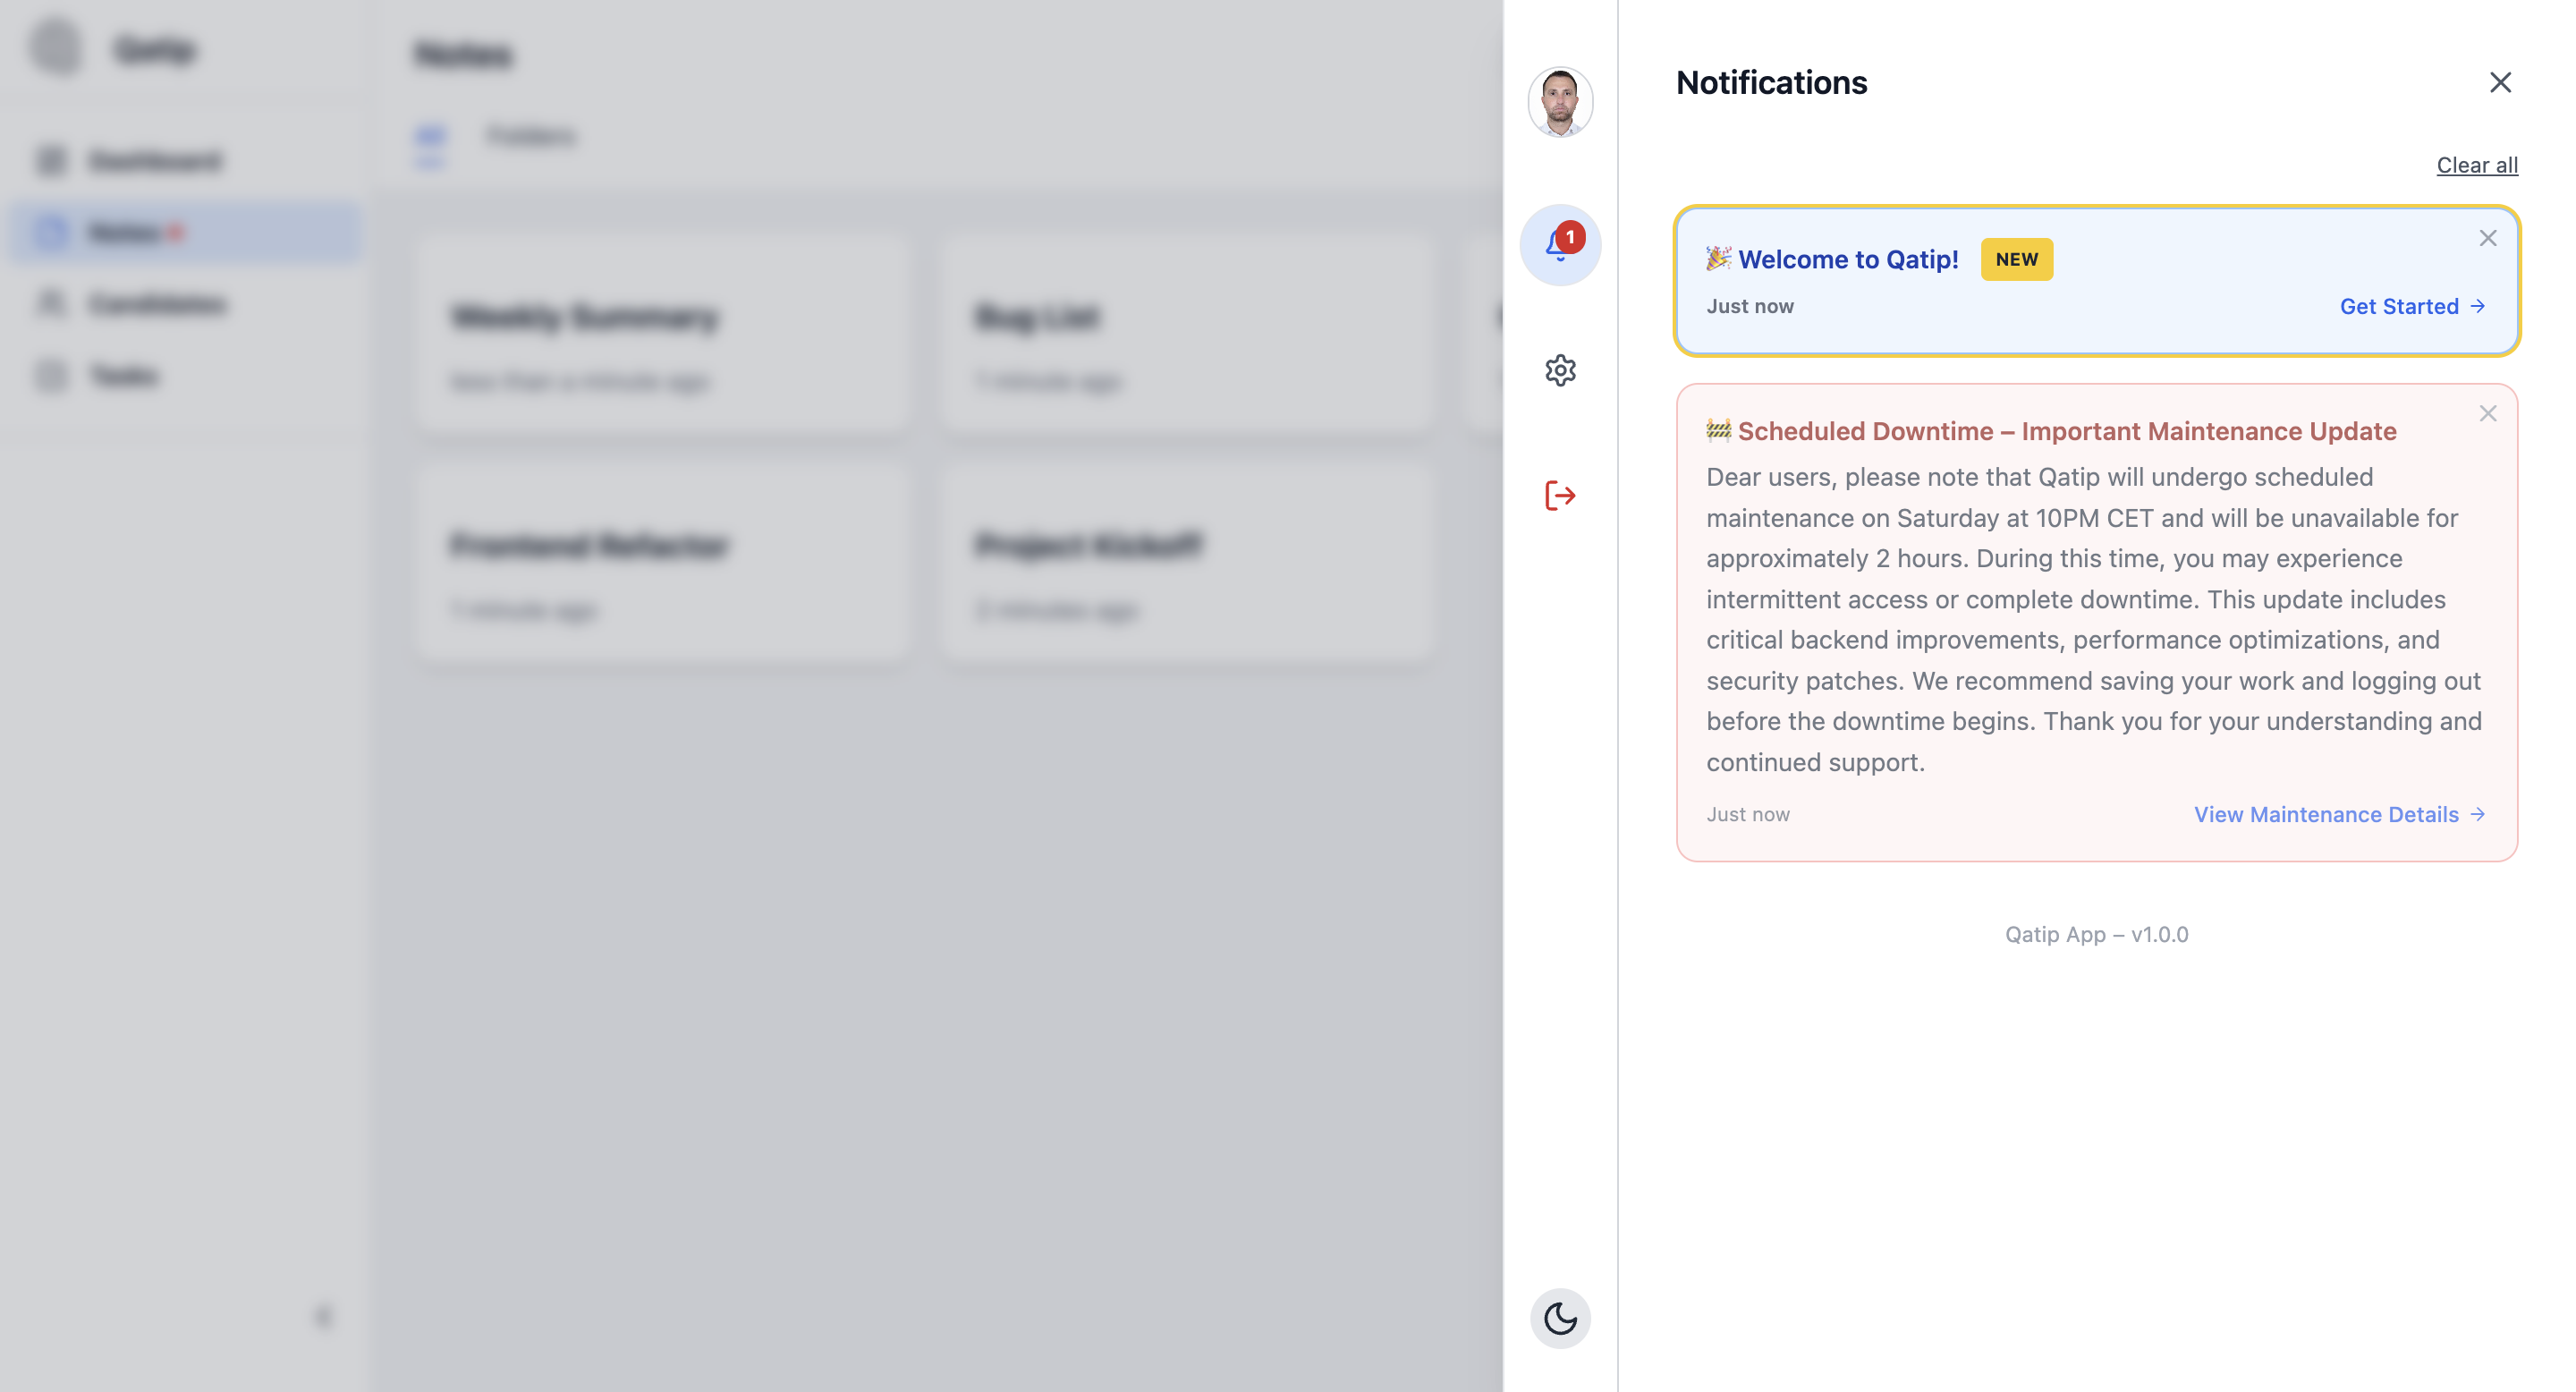 Qatip
Dashboard
Notes
Candidates
Tasks
Notes
All
Folders
Weekly Summary
less than a minute ago
Bug List
1 minute ago
Frontend Refactor
1 minute ago
Project Kickoff
2 minutes ago
1
Notifications
Clear all
🎉 Welcome to Qatip! NEW
Just now
Get Started →
🚧 Scheduled Downtime – Important Maintenance Update
Dear users, please note that Qatip will undergo scheduled
maintenance on Saturday at 10PM CET and will be unavailable for
approximately 2 hours. During this time, you may experience
intermittent access or complete downtime. This update includes
critical backend improvements, performance optimizations, and
security patches. We recommend saving your work and logging out
before the downtime begins. Thank you for your understanding and
continued support.
Just now
View Maintenance Details →
Qatip App – v1.0.0